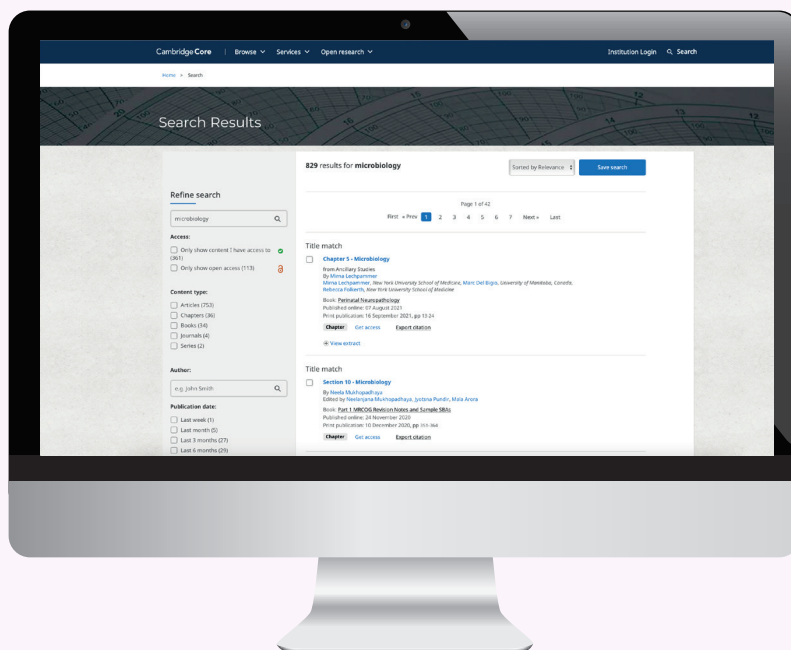 Cambridge Core | Browse Services Open research Institution Login Search
Home > Search
Search Results
829 results for microbiology
Sorted by Relevance
Save search
Page 1 of 42
First « Prev 1 2 3 4 5 6 7 Next » Last
Refine search
microbiology
Access:
Only show content I have access to (361)
Only show open access (113)
Content type:
Articles (753)
Chapters (36)
Books (34)
Journals (4)
Series (2)
Author:
e.g. John Smith
Publication date:
Last week (1)
Last month (5)
Last 3 months (27)
Last 6 months (29)
Title match
Chapter 5 - Microbiology
from Ancillary Studies
By Mirna Lechpammer
Mirna Lechpammer, New York University School of Medicine, Marc Del Bigio, University of Manitoba, Canada,
Rebecca Folkerth, New York University School of Medicine
Book: Perinatal Neuropathology
Published online: 07 August 2021
Print publication: 16 September 2021, pp 13-24
Chapter Get access Export citation
View extract
Title match
Section 10 - Microbiology
By Neela Mukhopadhaya
Edited by Neelanjana Mukhopadhaya, Jyotsna Pundir, Mala Arora
Book: Part 1 MRCOG Revision Notes and Sample SBAs
Published online: 24 November 2020
Print publication: 10 December 2020, pp
Chapter Get access Export citation